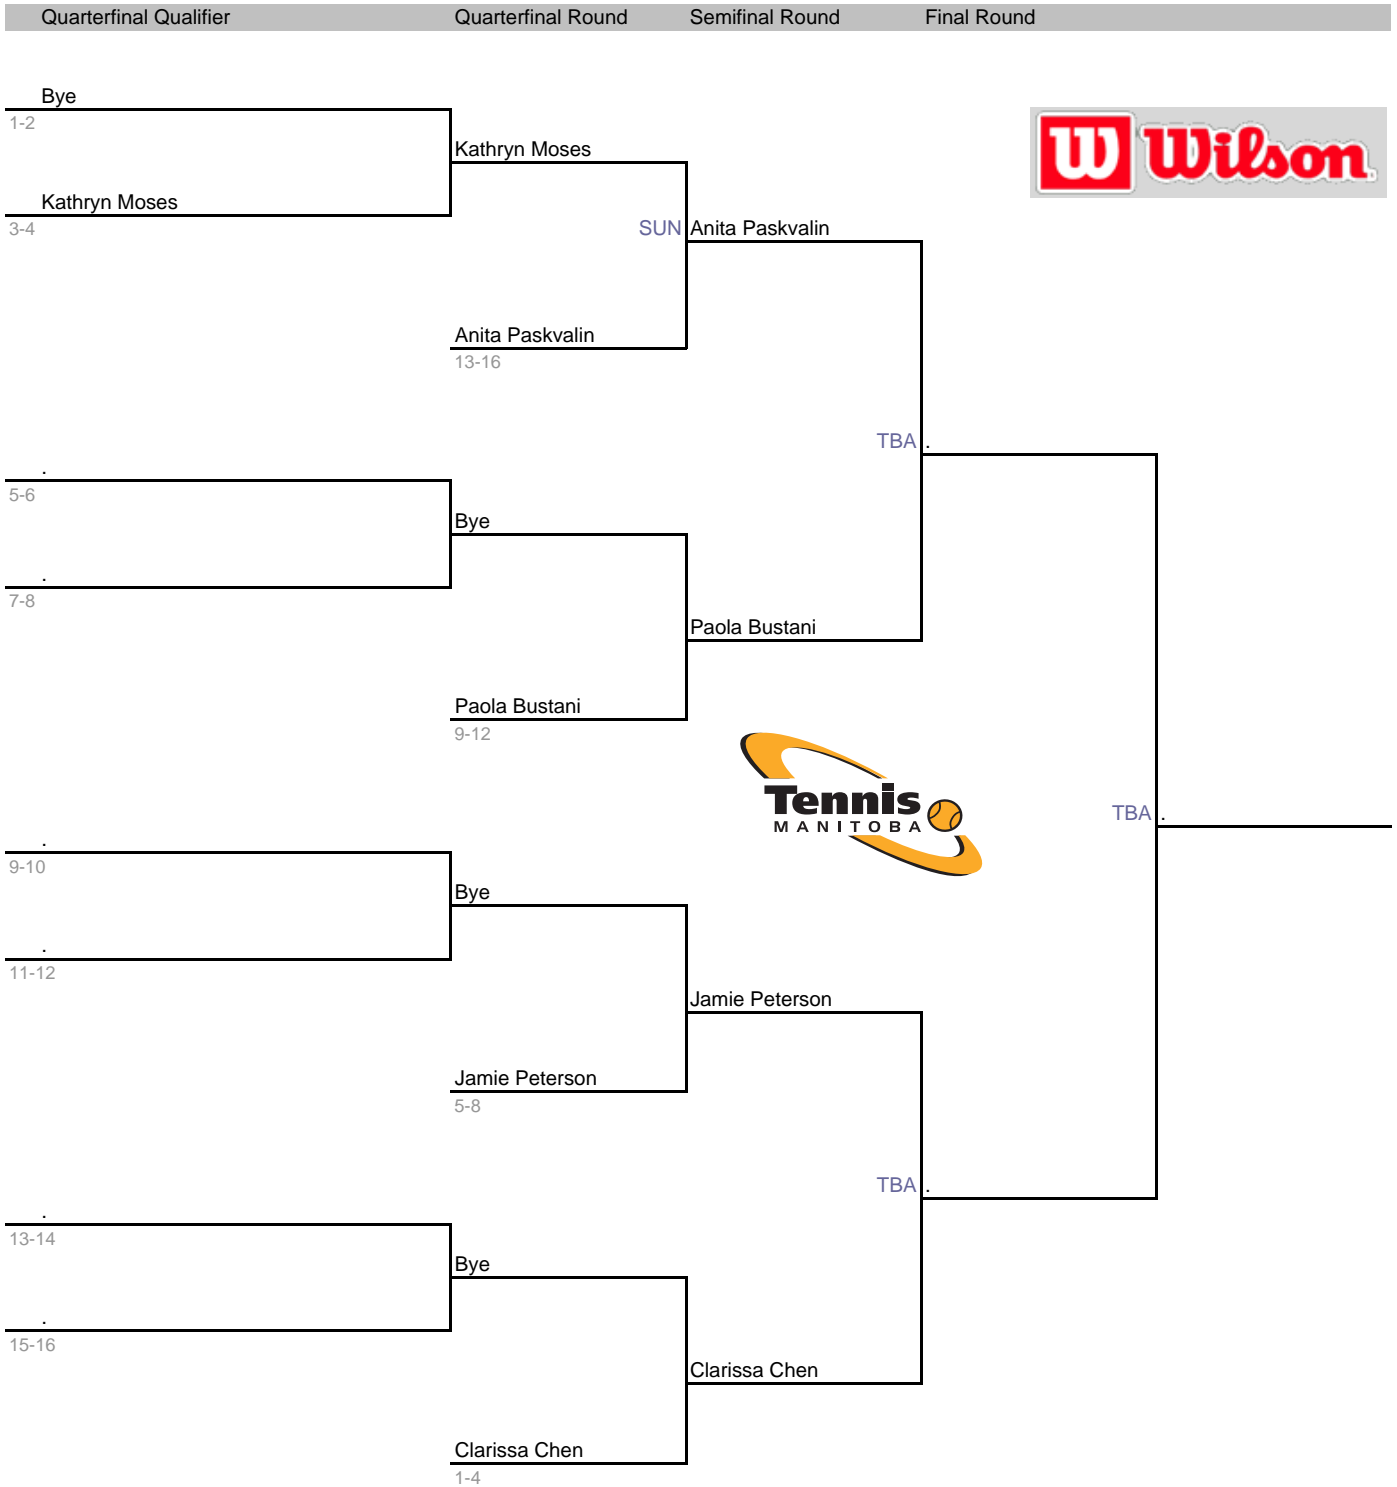 Quarterfinal Qualifier Quarterfinal Round Semifinal Round Final Round
Bye
1-2
W Wilson.
Kathryn Moses
Kathryn Moses
3-4
SUN Anita Paskvalin
Anita Paskvalin
13-16
TBA .
.
5-6
Bye
.
7-8
Paola Bustani
Paola Bustani
9-12
Tennis
MANITOBA
TBA .
.
9-10
Bye
.
11-12
Jamie Peterson
Jamie Peterson
5-8
TBA .
.
13-14
Bye
.
15-16
Clarissa Chen
Clarissa Chen
1-4